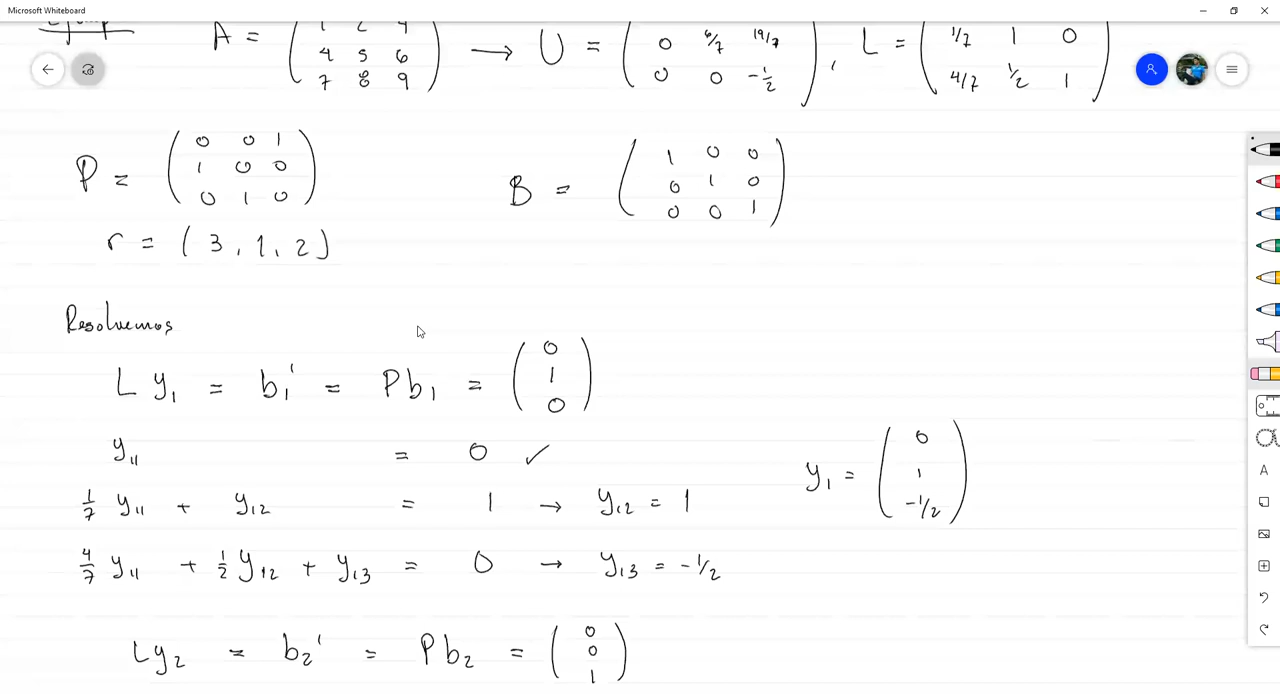 Microsoft Whiteboard
A = ( 4 5 6 7 8 9 ) → U = ( 0 6/7 19/7 0 0 -1/2 ) , L = ( 1/7 1 0 4/7 1/2 1 )
P = ( 0 0 1 1 0 0 0 1 0 ) B = ( 1 0 0 0 1 0 0 0 1 )
r = ( 3 , 1 , 2 )
Resolvemos
L y₁ = b₁' = P b₁ = ( 0 1 0 )
y₁₁ = 0 ✓
1/7 y₁₁ + y₁₂ = 1 → y₁₂ = 1
y₁ = ( 0 1 -1/2 )
4/7 y₁₁ + 1/2 y₁₂ + y₁₃ = 0 → y₁₃ = -1/2
L y₂ = b₂' = P b₂ = ( 0 0 1 )